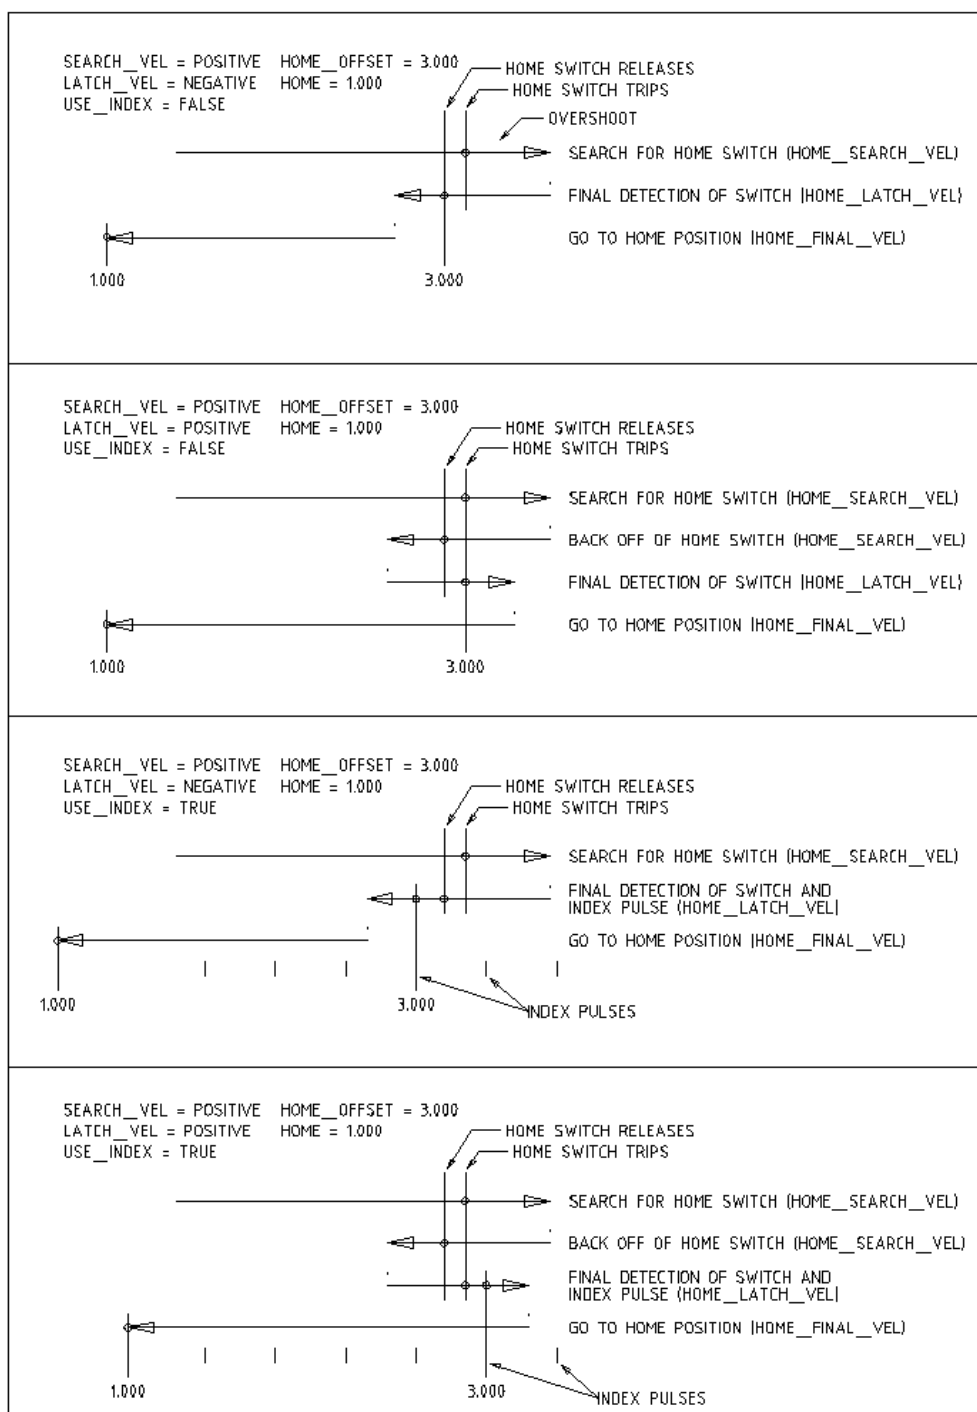 SEARCH_VEL = POSITIVE HOME_OFFSET = 3.000
LATCH_VEL = NEGATIVE HOME = 1.000
USE_INDEX = FALSE
HOME SWITCH RELEASES
HOME SWITCH TRIPS
OVERSHOOT
SEARCH FOR HOME SWITCH (HOME_SEARCH_VEL)
FINAL DETECTION OF SWITCH (HOME_LATCH_VEL)
GO TO HOME POSITION (HOME_FINAL_VEL)
1.000
3.000
SEARCH_VEL = POSITIVE HOME_OFFSET = 3.000
LATCH_VEL = POSITIVE HOME = 1.000
USE_INDEX = FALSE
HOME SWITCH RELEASES
HOME SWITCH TRIPS
SEARCH FOR HOME SWITCH (HOME_SEARCH_VEL)
BACK OFF OF HOME SWITCH (HOME_SEARCH_VEL)
FINAL DETECTION OF SWITCH (HOME_LATCH_VEL)
GO TO HOME POSITION (HOME_FINAL_VEL)
1.000
3.000
SEARCH_VEL = POSITIVE HOME_OFFSET = 3.000
LATCH_VEL = NEGATIVE HOME = 1.000
USE_INDEX = TRUE
HOME SWITCH RELEASES
HOME SWITCH TRIPS
SEARCH FOR HOME SWITCH (HOME_SEARCH_VEL)
FINAL DETECTION OF SWITCH AND
INDEX PULSE (HOME_LATCH_VEL)
GO TO HOME POSITION (HOME_FINAL_VEL)
1.000
3.000
INDEX PULSES
SEARCH_VEL = POSITIVE HOME_OFFSET = 3.000
LATCH_VEL = POSITIVE HOME = 1.000
USE_INDEX = TRUE
HOME SWITCH RELEASES
HOME SWITCH TRIPS
SEARCH FOR HOME SWITCH (HOME_SEARCH_VEL)
BACK OFF OF HOME SWITCH (HOME_SEARCH_VEL)
FINAL DETECTION OF SWITCH AND
INDEX PULSE (HOME_LATCH_VEL)
GO TO HOME POSITION (HOME_FINAL_VEL)
1.000
3.000
INDEX PULSES